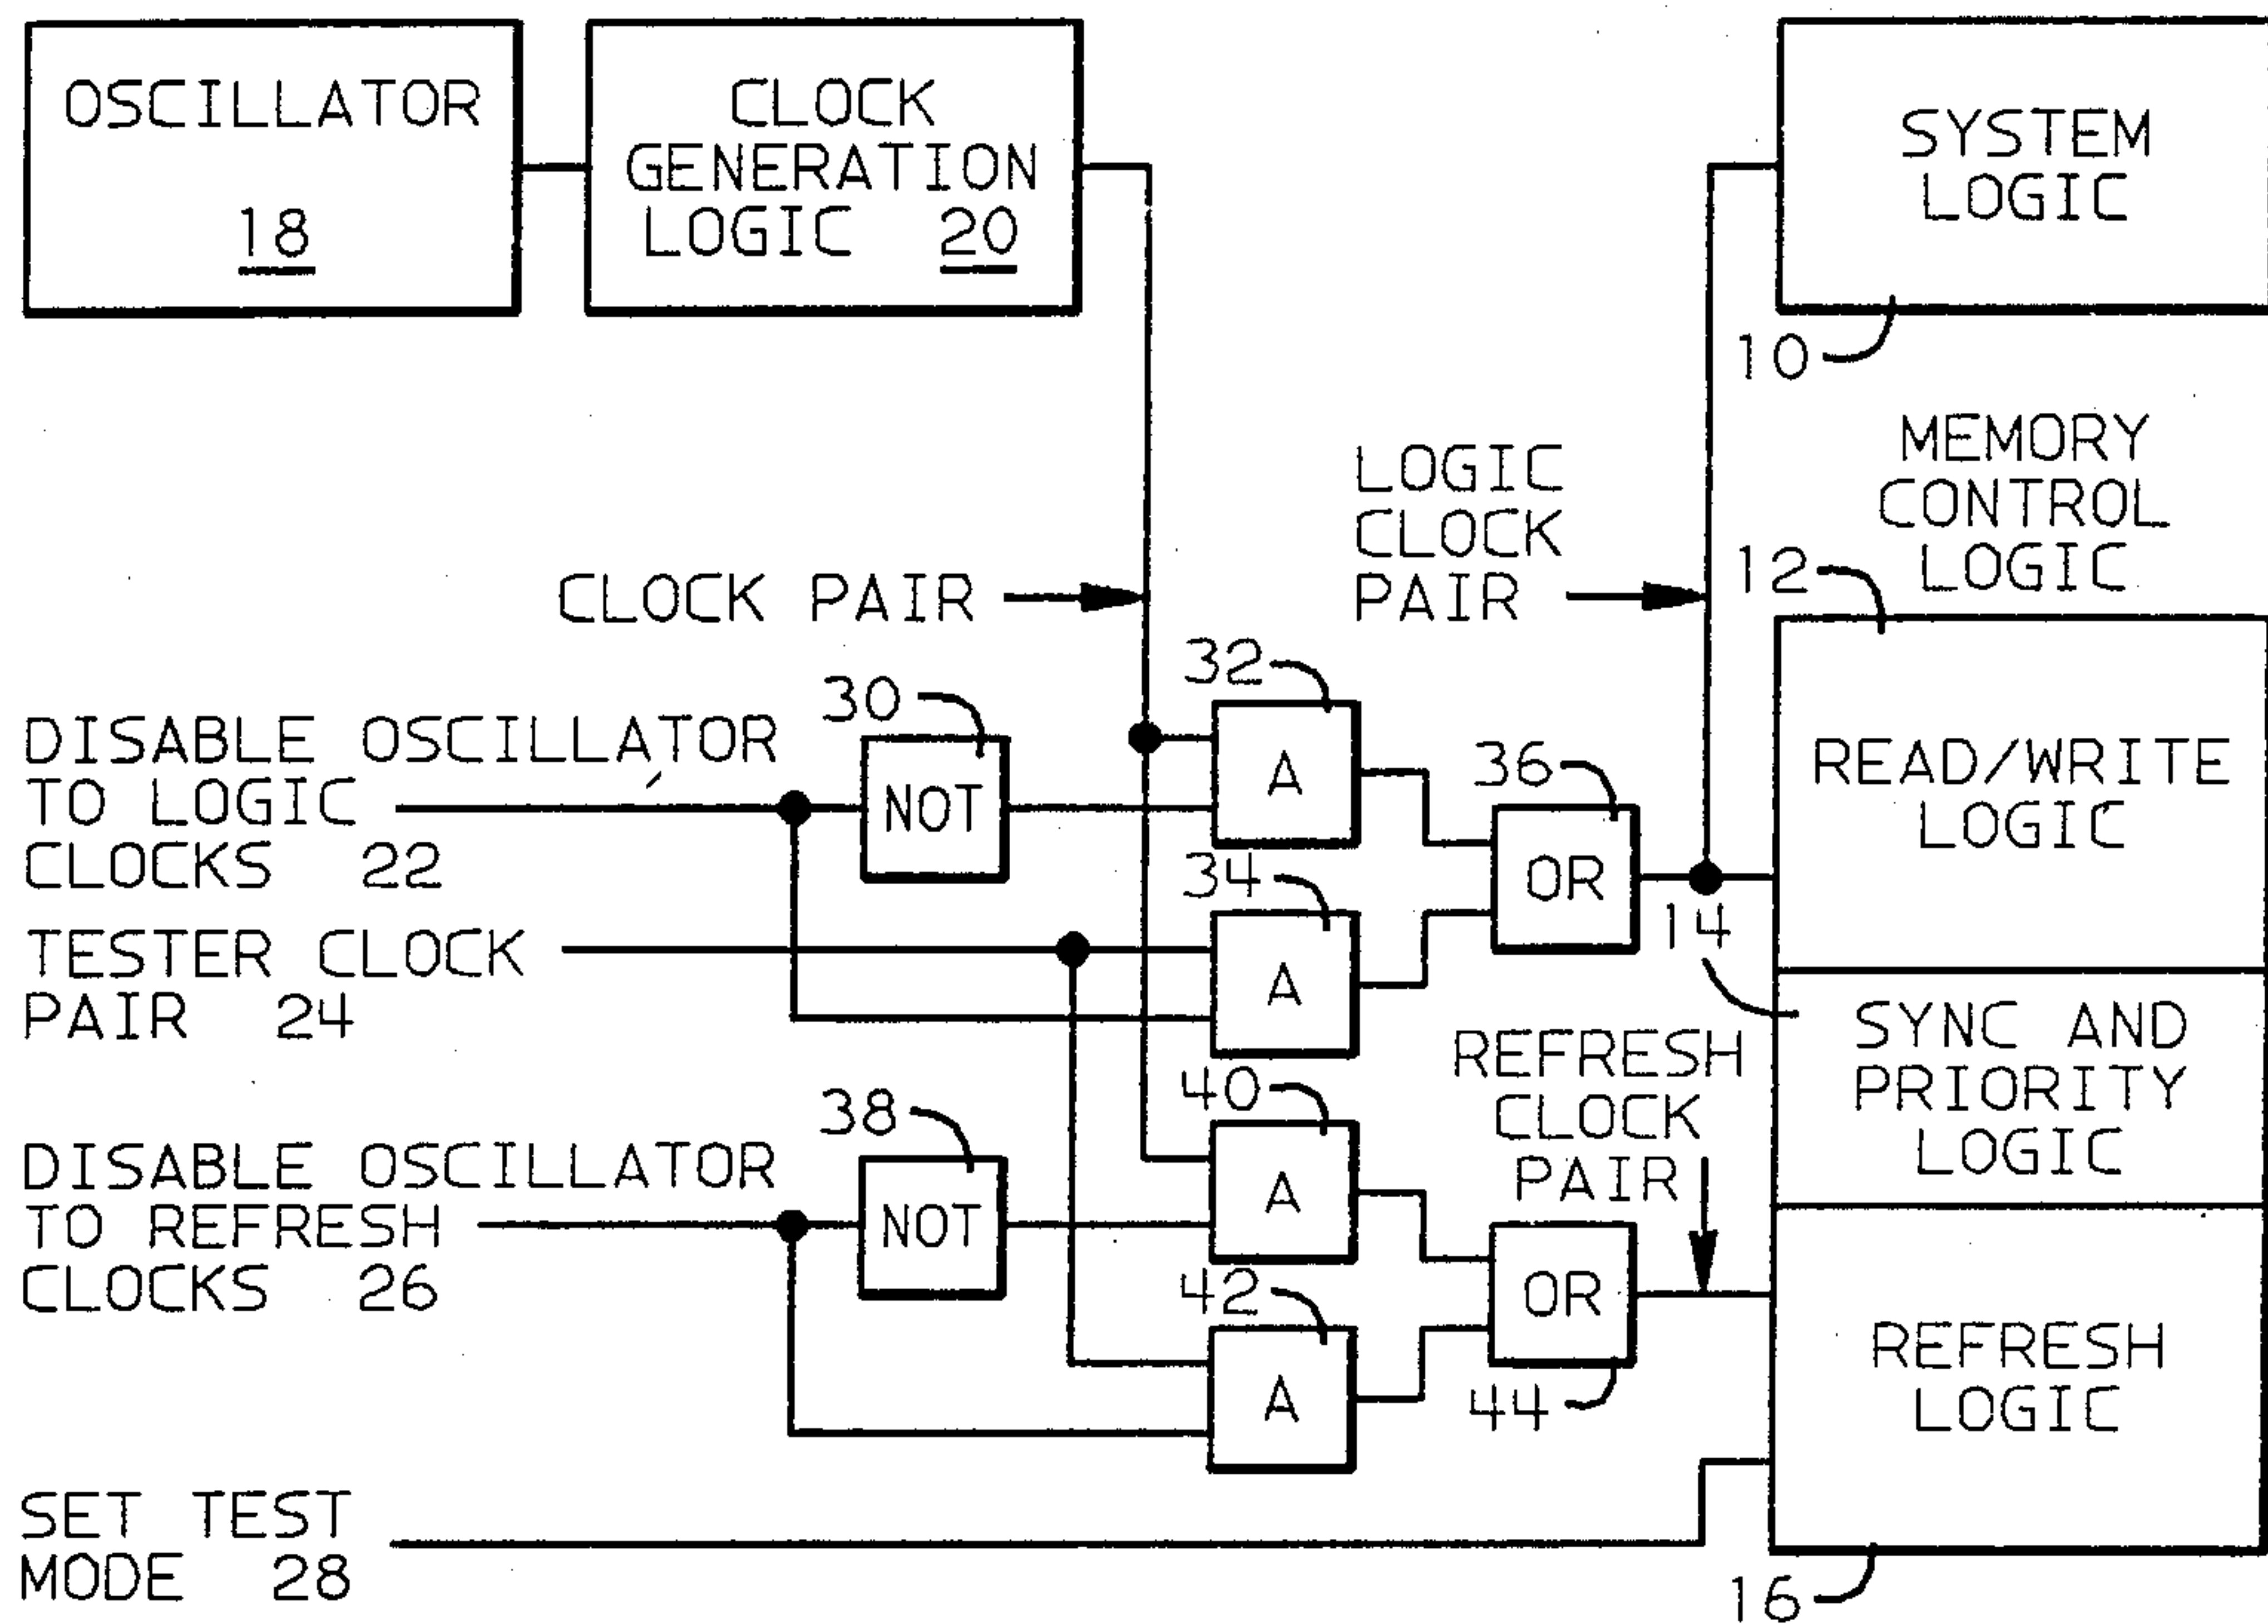 OSCILLATOR
18
CLOCK
GENERATION
LOGIC 20
SYSTEM
LOGIC
10
MEMORY
CONTROL
LOGIC
12
LOGIC
CLOCK
PAIR
CLOCK PAIR
DISABLE OSCILLATOR
TO LOGIC
CLOCKS 22
30
NOT
32
A
34
A
36
OR
READ/WRITE
LOGIC
14
TESTER CLOCK
PAIR 24
SYNC AND
PRIORITY
LOGIC
REFRESH
CLOCK
PAIR
DISABLE OSCILLATOR
TO REFRESH
CLOCKS 26
38
NOT
40
A
42
A
OR
44
REFRESH
LOGIC
16
SET TEST
MODE 28